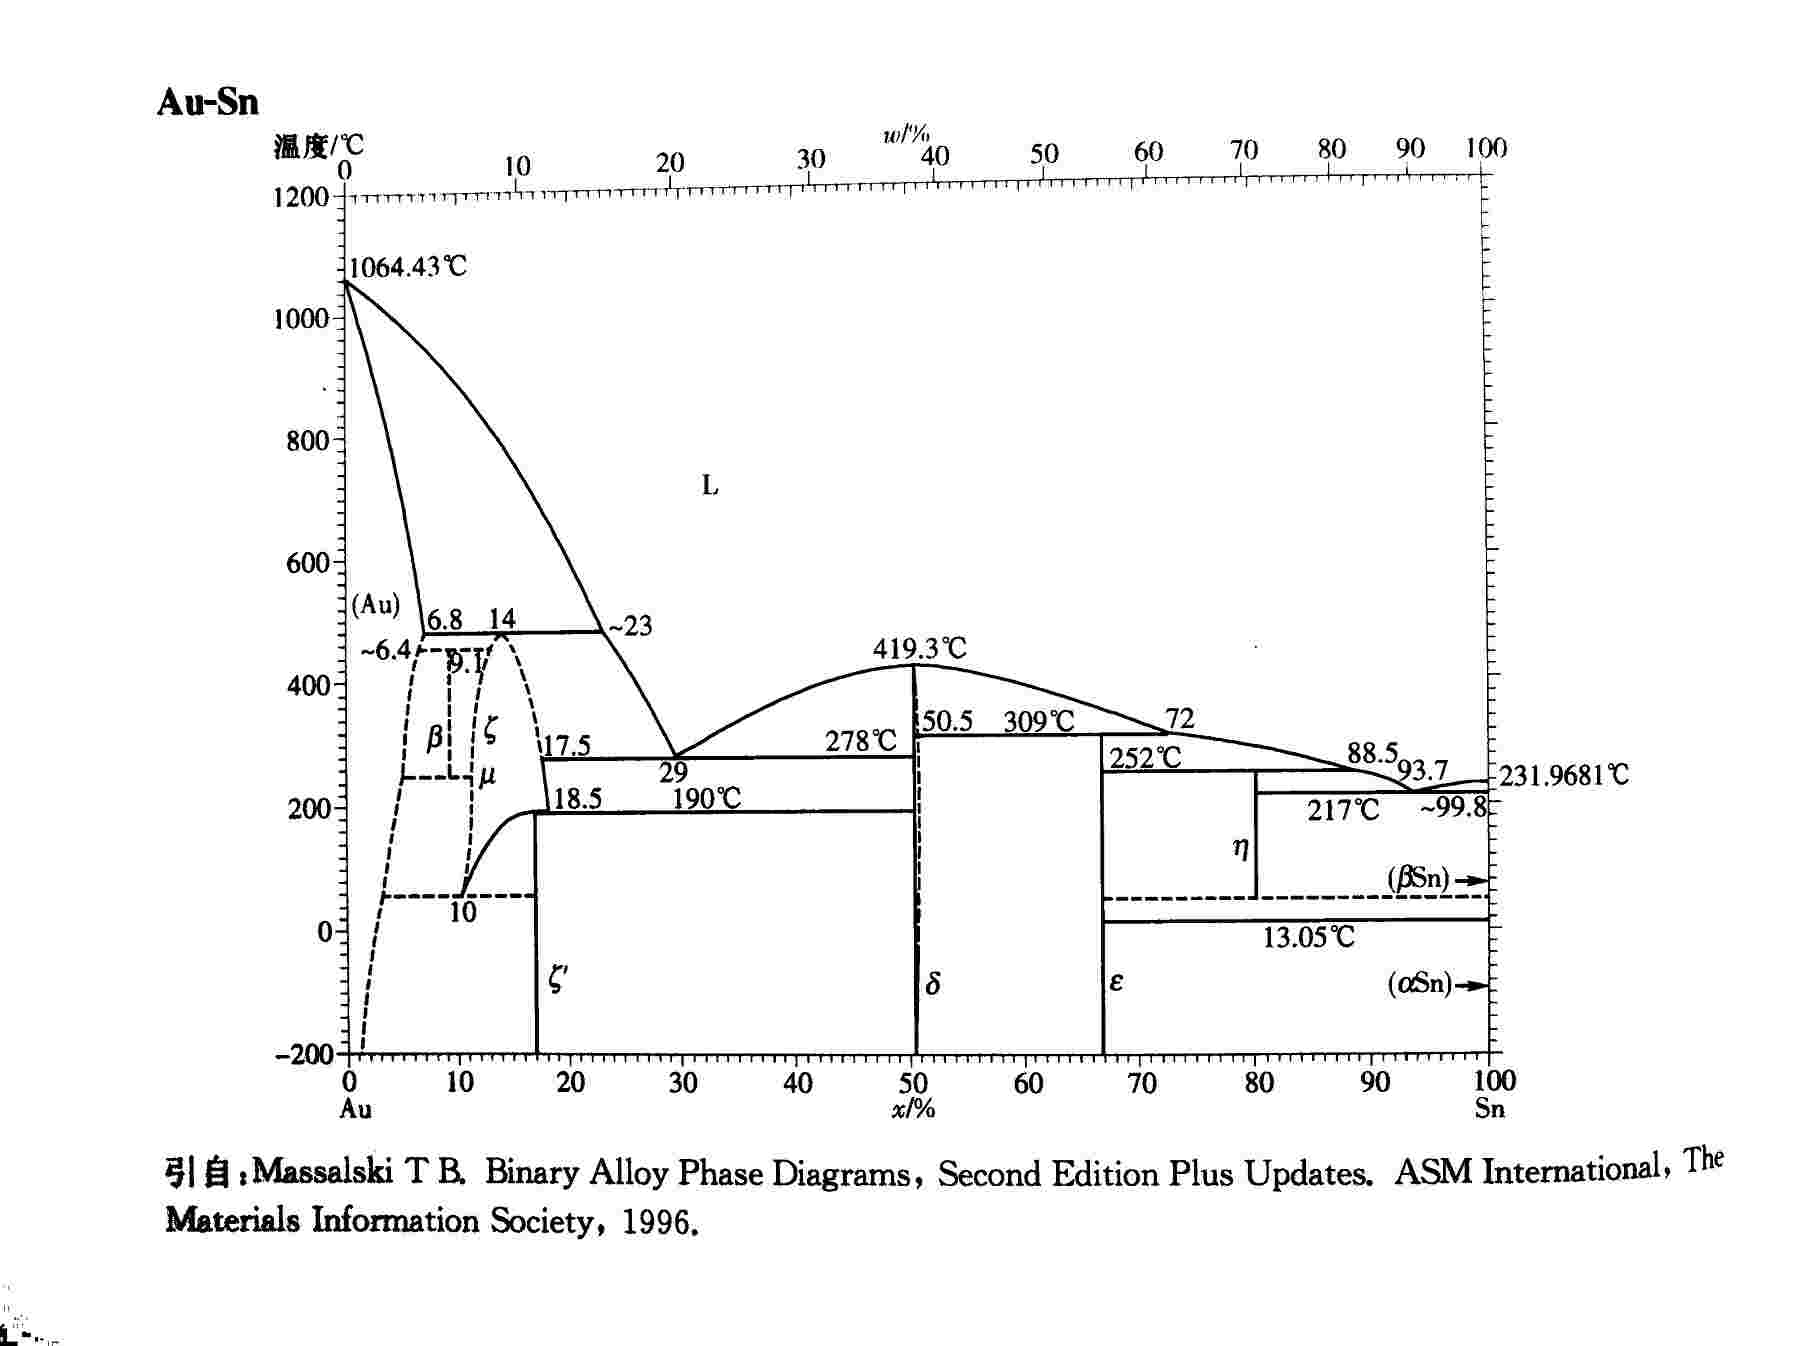 Au-Sn
w/%
温度/℃
0 10 20 30 40 50 60 70 80 90 100
1200
1064.43℃
1000
800
L
600
(Au)
6.8 14 ~23
~6.4 9.1
419.3℃
400
β ζ 17.5 278℃ 50.5 309℃ 72
μ 29 252℃ 88.5 93.7 231.9681℃
200 18.5 190℃ 217℃ ~99.8
η
(βSn)
10
0
13.05℃
ζ′ δ ε (αSn)
-200
0 10 20 30 40 50 60 70 80 90 100
Au x/% Sn
引自:Massalski T B. Binary Alloy Phase Diagrams, Second Edition Plus Updates. ASM International, The
Materials Information Society, 1996.